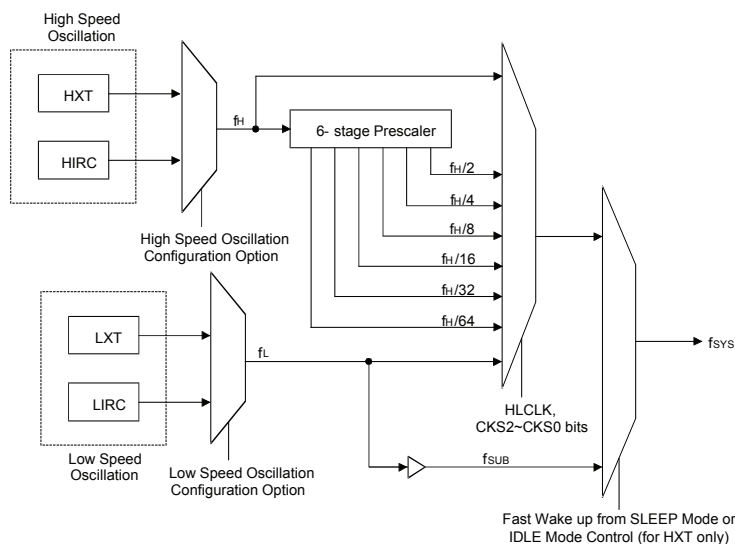 High Speed
Oscillation
HXT
HIRC
fH
6- stage Prescaler
fH/2
fH/4
fH/8
fH/16
fH/32
fH/64
High Speed Oscillation
Configuration Option
LXT
LIRC
fL
Low Speed
Oscillation
Low Speed Oscillation
Configuration Option
HLCLK,
CKS2~CKS0 bits
fSUB
fSYS
Fast Wake up from SLEEP Mode or
IDLE Mode Control (for HXT only)